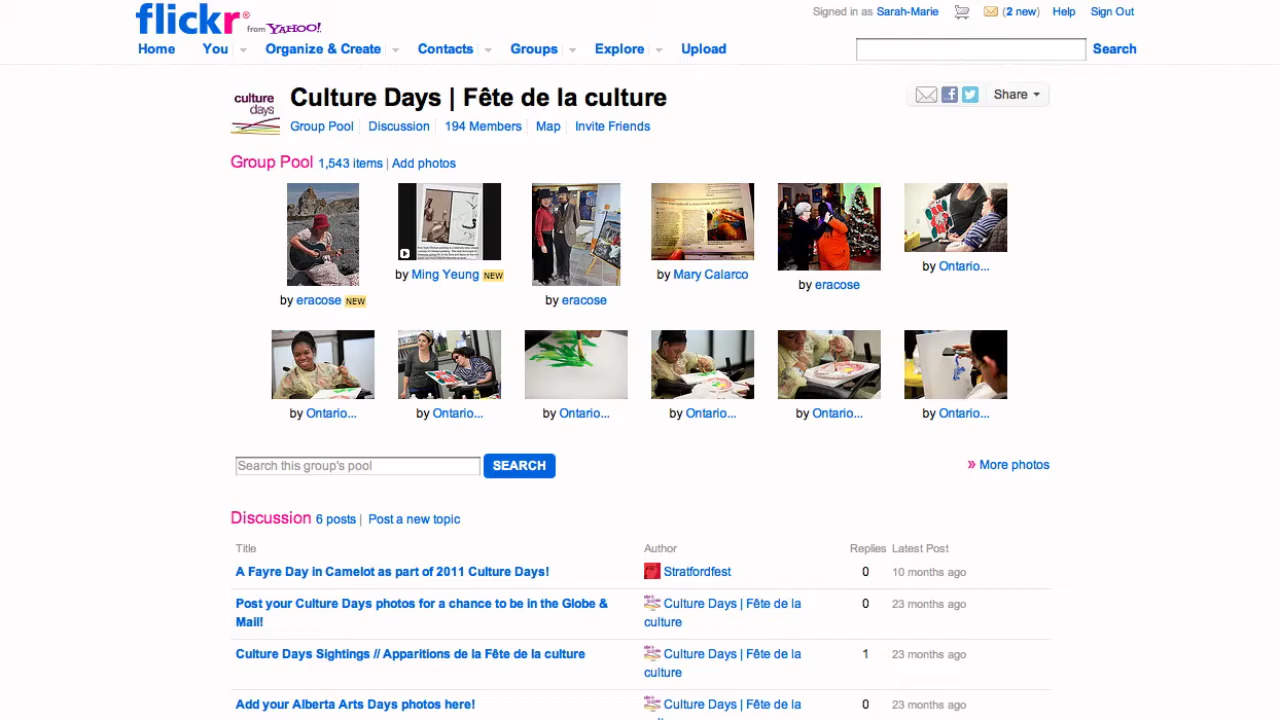 flickr® from YAHOO!
Signed in as Sarah-Marie (2 new) Help Sign Out
Home You Organize & Create Contacts Groups Explore Upload Search
culture days
Culture Days | Fête de la culture
Share
Group Pool Discussion 194 Members Map Invite Friends
Group Pool 1,543 items | Add photos
by eracose NEW
by Ming Yeung NEW
by eracose
by Mary Calarco
by eracose
by Ontario...
by Ontario...
by Ontario...
by Ontario...
by Ontario...
by Ontario...
by Ontario...
Search this group's pool SEARCH
» More photos
Discussion 6 posts | Post a new topic
Title Author Replies Latest Post
A Fayre Day in Camelot as part of 2011 Culture Days! Stratfordfest 0 10 months ago
Post your Culture Days photos for a chance to be in the Globe & Culture Days | Fête de la 0 23 months ago
Mail! culture
Culture Days Sightings // Apparitions de la Fête de la culture Culture Days | Fête de la 1 23 months ago
culture
Add your Alberta Arts Days photos here! Culture Days | Fête de la 0 23 months ago